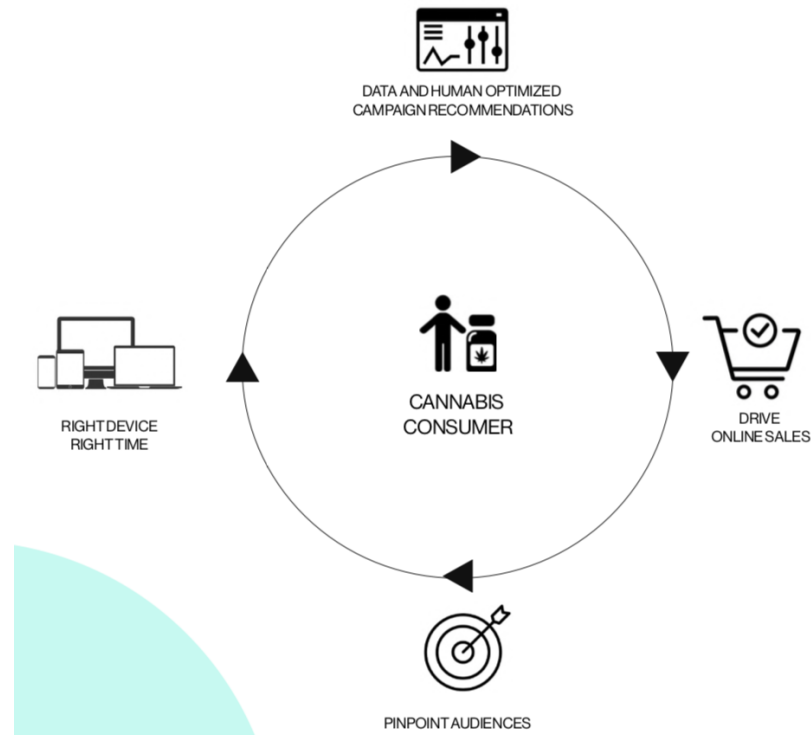 DATA AND HUMAN OPTIMIZED
CAMPAIGN RECOMMENDATIONS
RIGHT DEVICE
RIGHT TIME
CANNABIS
CONSUMER
DRIVE
ONLINE SALES
PINPOINT AUDIENCES